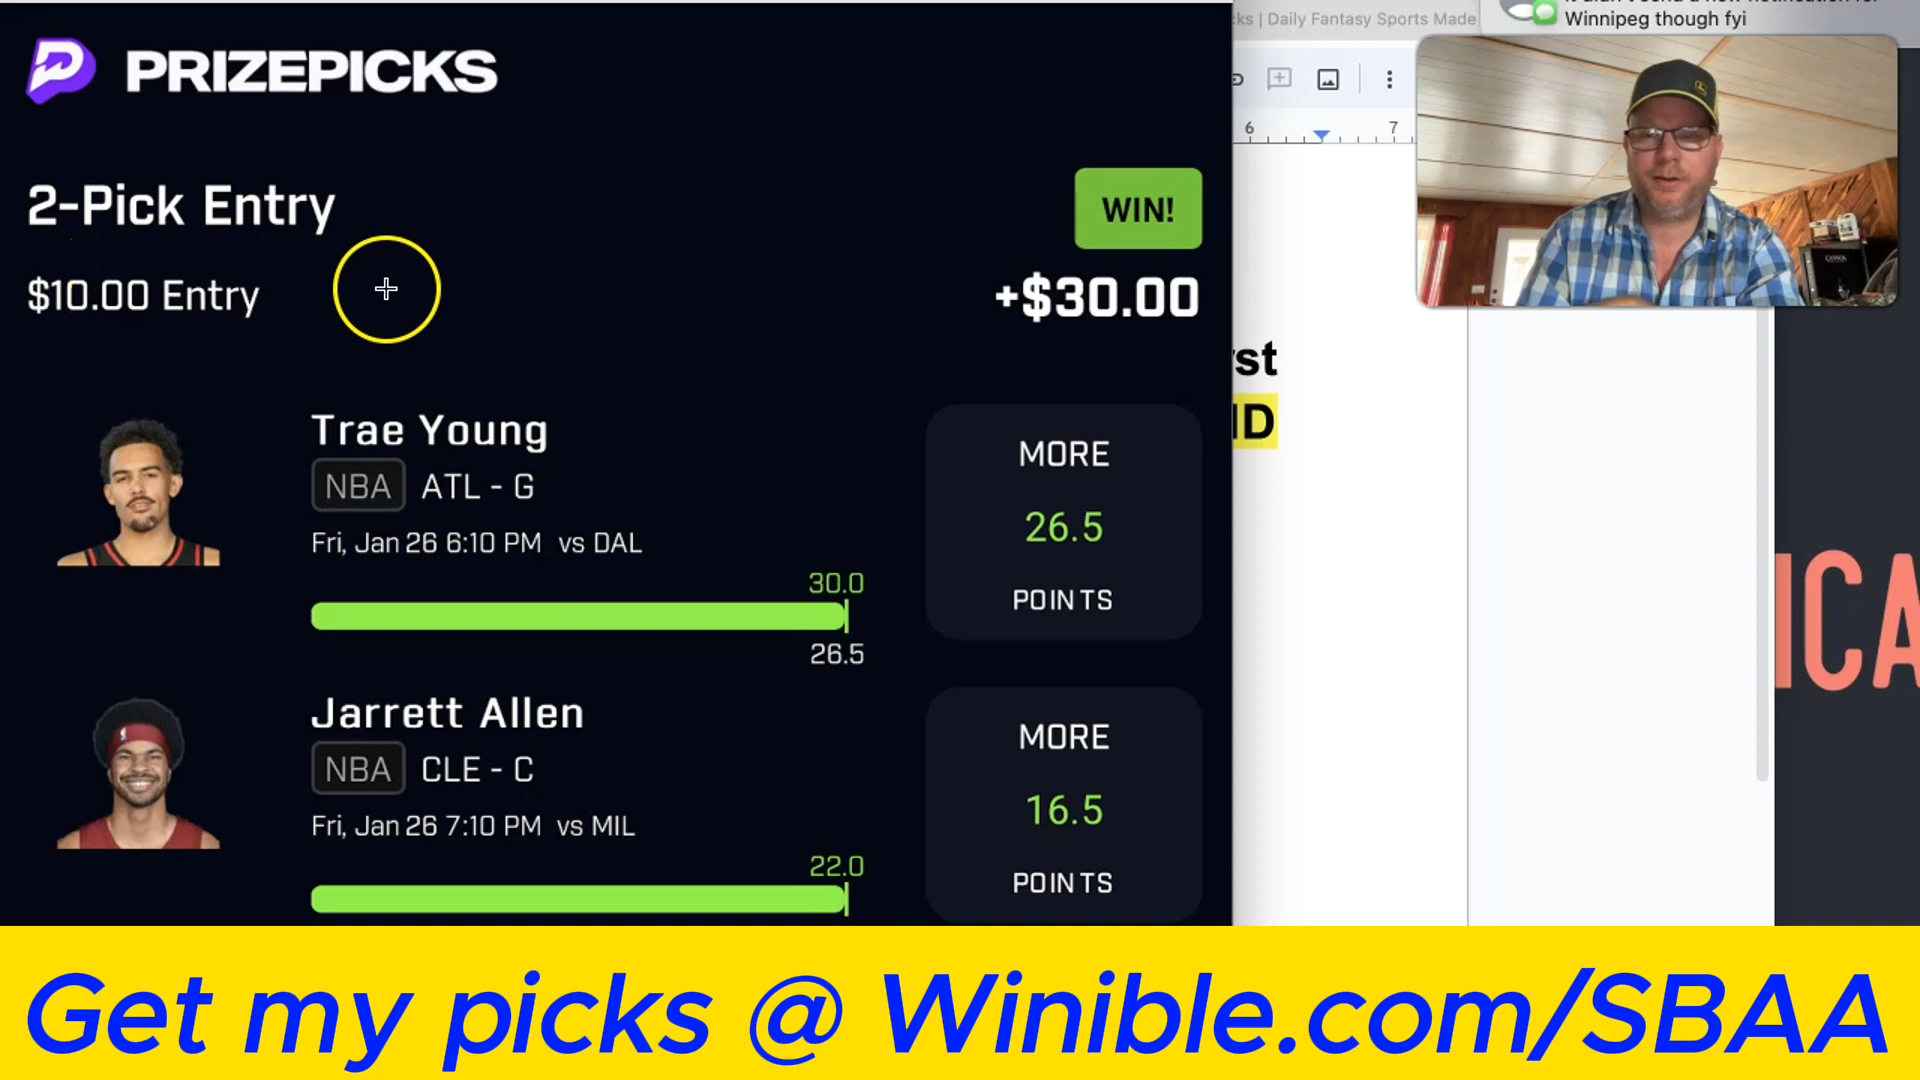 PRIZEPICKS
2-Pick Entry
WIN!
$10.00 Entry
+$30.00
Trae Young
NBA ATL - G
Fri, Jan 26 6:10 PM vs DAL
30.0
26.5
MORE
26.5
POINTS
Jarrett Allen
NBA CLE - C
Fri, Jan 26 7:10 PM vs MIL
22.0
MORE
16.5
POINTS
cks | Daily Fantasy Sports Made
Winnipeg though fyi
6 7
rst
ID
ICA
Get my picks @ Winible.com/SBAA